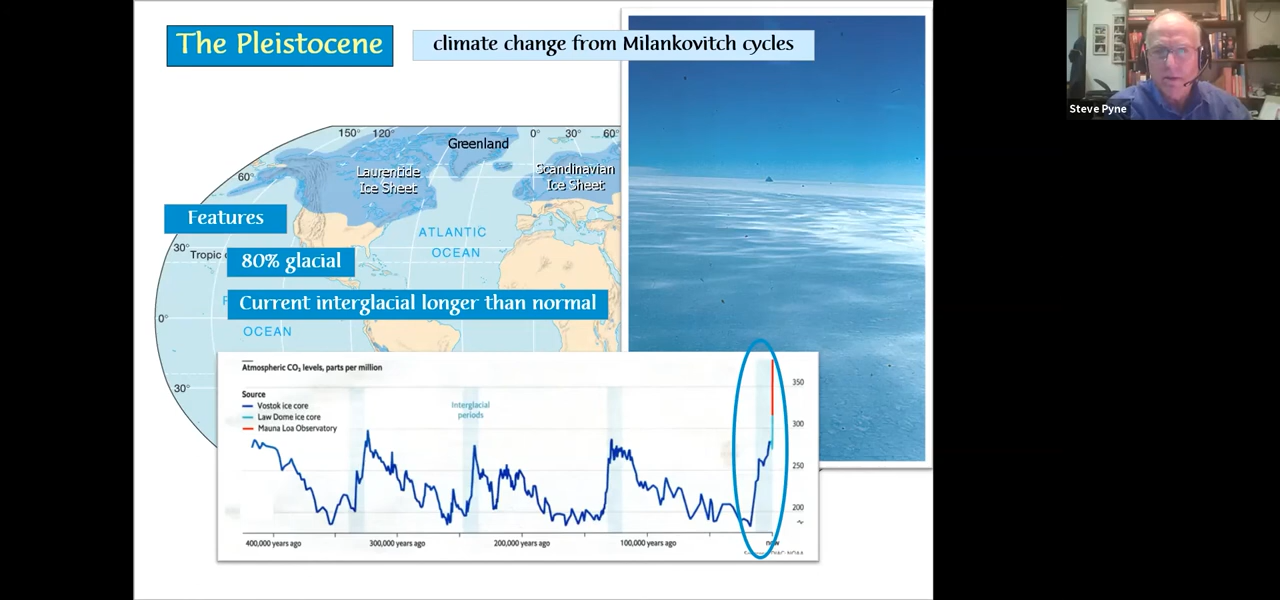 The Pleistocene
climate change from Milankovitch cycles
Steve Pyne
150° 120° 0° 30° 60°
Greenland
Laurentide
Ice Sheet
Scandinavian
Ice Sheet
60°
Features
ATLANTIC
OCEAN
30°
Tropic
80% glacial
Current interglacial longer than normal
0°
OCEAN
30°
Atmospheric CO₂ levels, parts per million
Source
Vostok ice core
Law Dome ice core
Mauna Loa Observatory
Interglacial
periods
350
300
250
200
400,000 years ago 300,000 years ago 200,000 years ago 100,000 years ago now